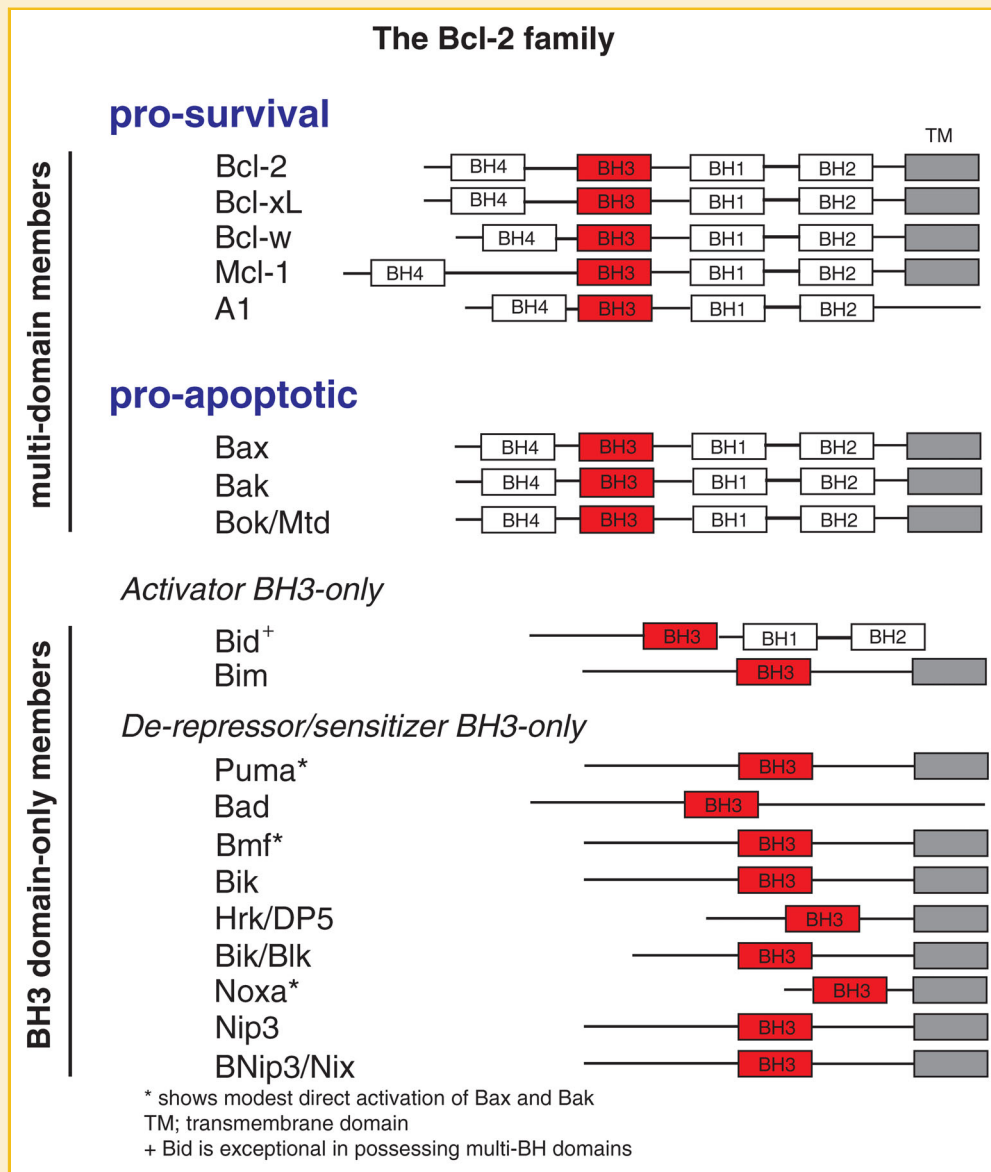 The Bcl-2 family
pro-survival
TM
multi-domain members
Bcl-2 BH4 BH3 BH1 BH2
Bcl-xL BH4 BH3 BH1 BH2
Bcl-w BH4 BH3 BH1 BH2
Mcl-1 BH4 BH3 BH1 BH2
A1 BH4 BH3 BH1 BH2
pro-apoptotic
Bax BH4 BH3 BH1 BH2
Bak BH4 BH3 BH1 BH2
Bok/Mtd BH4 BH3 BH1 BH2
Activator BH3-only
BH3 domain-only members
Bid+ BH3 BH1 BH2
Bim BH3
De-repressor/sensitizer BH3-only
Puma* BH3
Bad BH3
Bmf* BH3
Bik BH3
Hrk/DP5 BH3
Bik/Blk BH3
Noxa* BH3
Nip3 BH3
BNip3/Nix BH3
* shows modest direct activation of Bax and Bak
TM; transmembrane domain
+ Bid is exceptional in possessing multi-BH domains